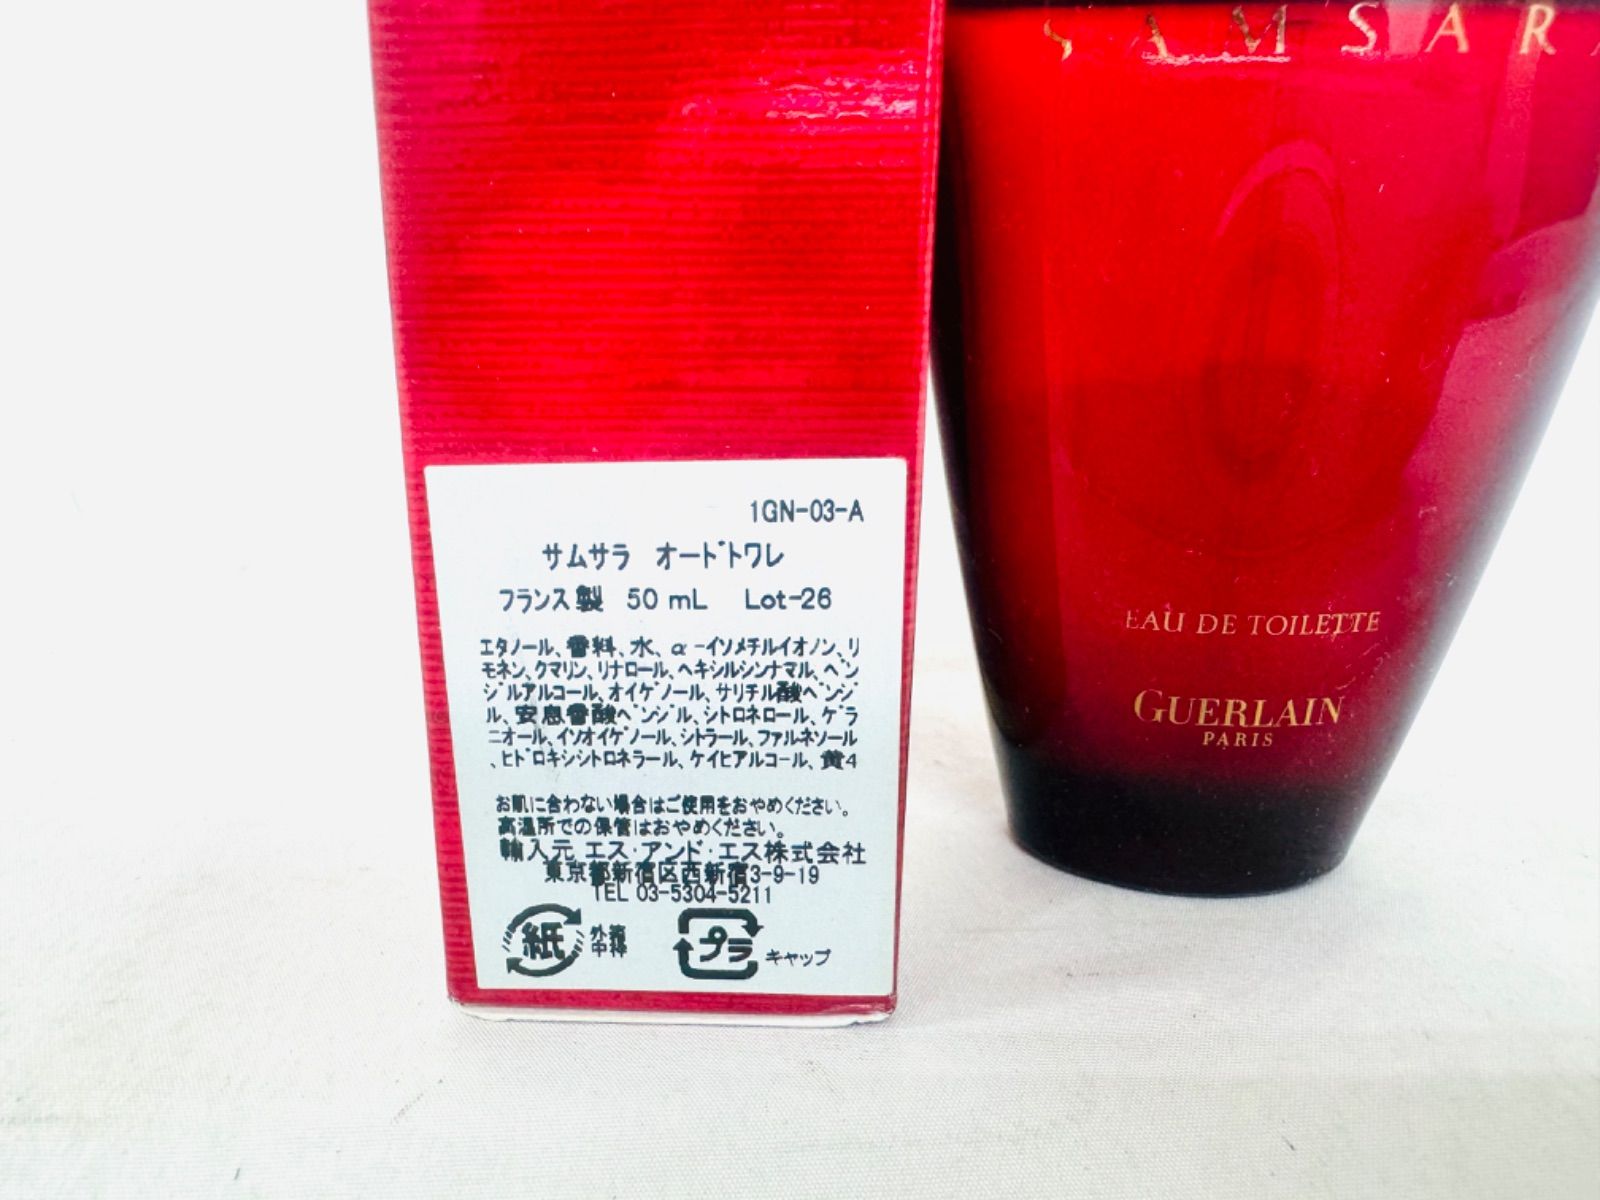 1GN-03-A
サムサラ オードトワレ
フランス製 50 mL Lot-26
エタノール、香料、水、α-イソメチルイオノン、リ
モネン、クマリン、リナロール、ヘキシルシンナマル、ベン
ジルアルコール、オイゲノール、サリチル酸ベンジ
ル、安息香酸ベンジル、シトロネロール、ゲラ
ニオール、イソオイゲノール、シトラール、ファルネソール
、ヒドロキシシトロネラール、ケイヒアルコール、黄4
お肌に合わない場合はご使用をおやめください。
高温所での保管はおやめください。
輸入元 エス・アンド・エス株式会社
東京都新宿区西新宿3-9-19
TEL 03-5304-5211
紙 外箱
中枠
プラ キャップ
SAMSARA
EAU DE TOILETTE
GUERLAIN
PARIS